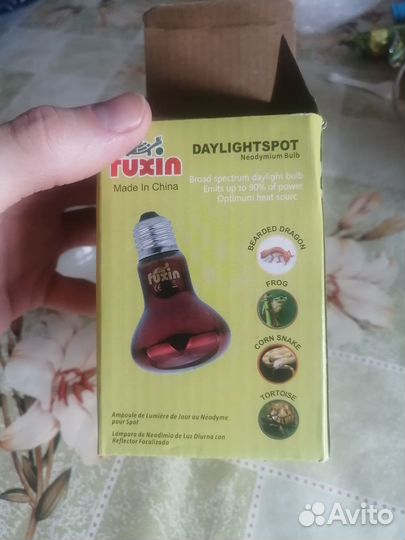 fuxin
Made In China
DAYLIGHTSPOT
Neodymium Bulb
Broad spectrum daylight bulb
Emits up to 90% of power
Optimum heat sourc
BEARDED DRAGON
FROG
CORN SNAKE
TORTOISE
fuxin
CE
Ampoule de Lumière de Jour au Néodyme
pour Spot
Lámpara de Neodimio de Luz Diurna con
Reflector Focalizado
Avito